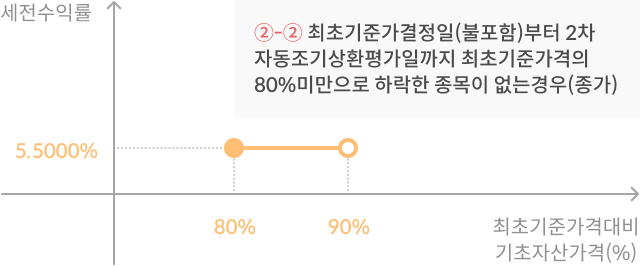 세전수익률
②-② 최초기준가결정일(불포함)부터 2차
자동조기상환평가일까지 최초기준가격의
80%미만으로 하락한 종목이 없는경우(종가)
5.5000%
80%
90%
최초기준가격대비
기초자산가격(%)